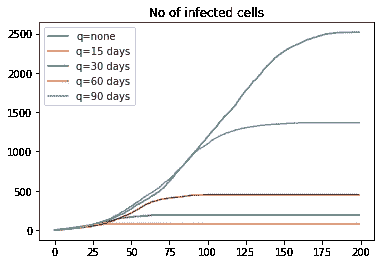 No of infected cells
2500
2000
1500
1000
500
0
q=none
q=15 days
q=30 days
q=60 days
q=90 days
0 25 50 75 100 125 150 175 200